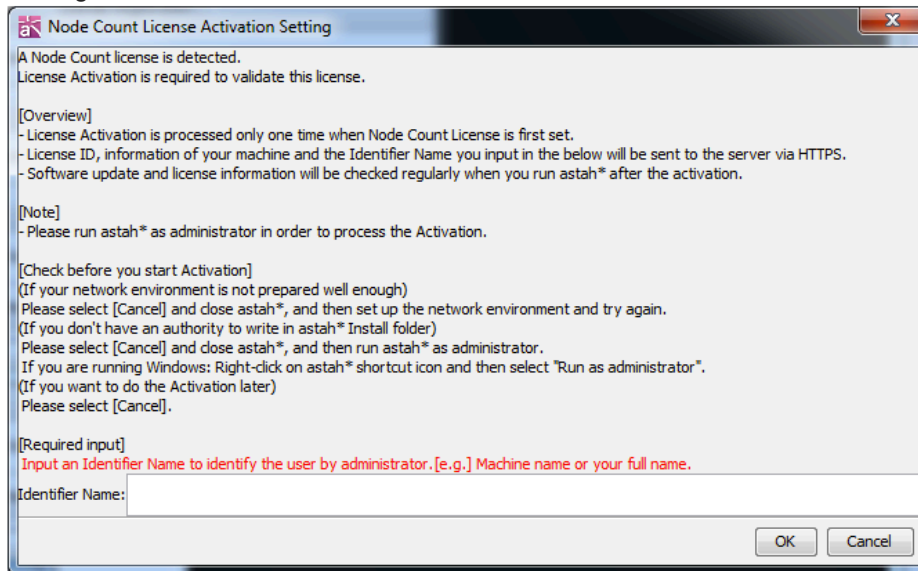 Node Count License Activation Setting
A Node Count license is detected.
License Activation is required to validate this license.
[Overview]
- License Activation is processed only one time when Node Count License is first set.
- License ID, information of your machine and the Identifier Name you input in the below will be sent to the server via HTTPS.
- Software update and license information will be checked regularly when you run astah* after the activation.
[Note]
- Please run astah* as administrator in order to process the Activation.
[Check before you start Activation]
(If your network environment is not prepared well enough)
Please select [Cancel] and close astah*, and then set up the network environment and try again.
(If you don't have an authority to write in astah* Install folder)
Please select [Cancel] and close astah*, and then run astah* as administrator.
If you are running Windows: Right-click on astah* shortcut icon and then select "Run as administrator".
(If you want to do the Activation later)
Please select [Cancel].
[Required input]
Input an Identifier Name to identify the user by administrator.[e.g.] Machine name or your full name.
Identifier Name:
OK Cancel